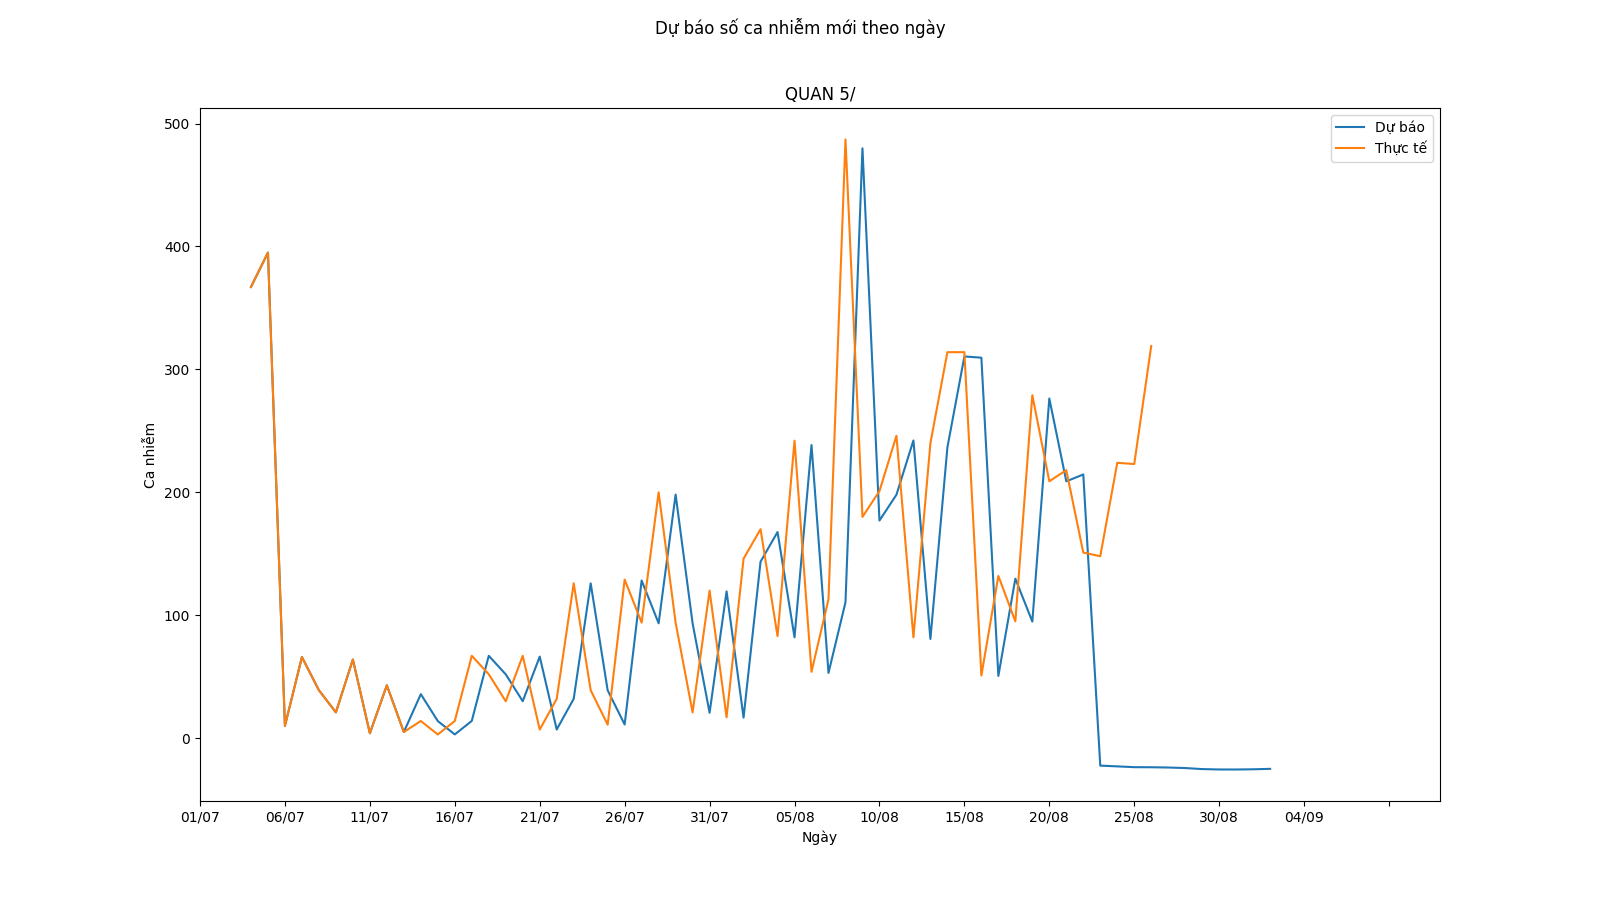 Dự báo số ca nhiễm mới theo ngày
QUAN 5/
Dự báo
Thực tế
500
400
300
200
100
0
Ca nhiễm
01/07 06/07 11/07 16/07 21/07 26/07 31/07 05/08 10/08 15/08 20/08 25/08 30/08 04/09
Ngày